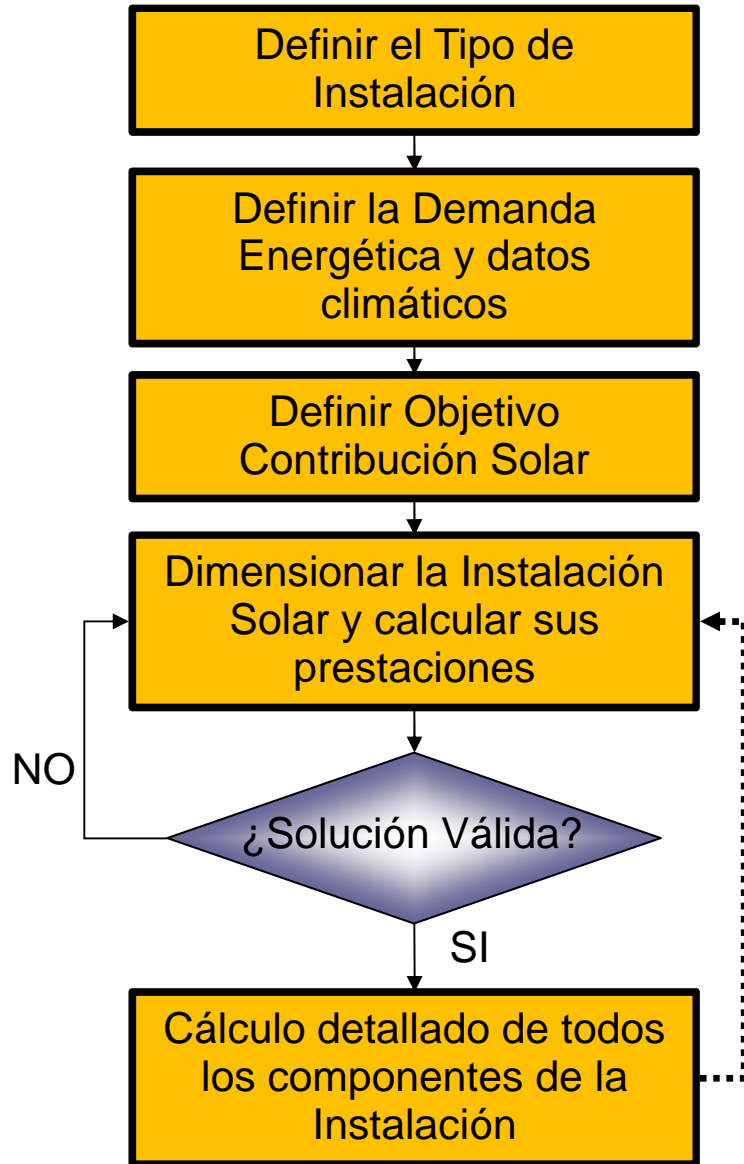 Definir el Tipo de
Instalación
Definir la Demanda
Energética y datos
climáticos
Definir Objetivo
Contribución Solar
Dimensionar la Instalación
Solar y calcular sus
prestaciones
NO
¿Solución Válida?
SI
Cálculo detallado de todos
los componentes de la
Instalación